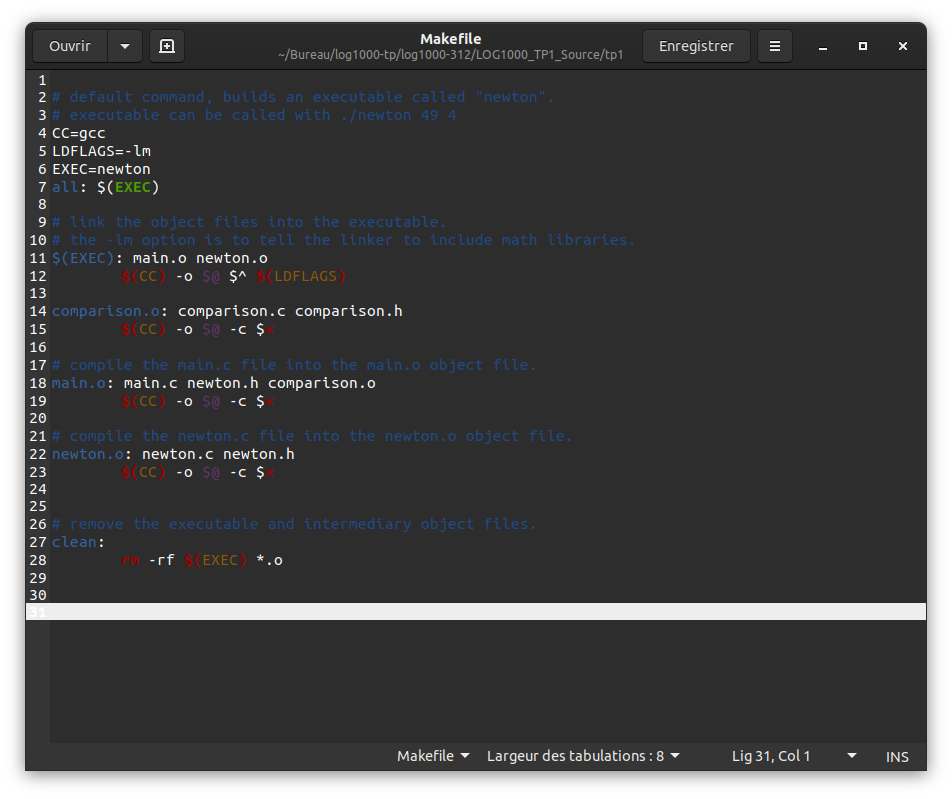 Ouvrir
Makefile
~/Bureau/log1000-tp/log1000-312/LOG1000_TP1_Source/tp1
Enregistrer
1
2 # default command, builds an executable called "newton".
3 # executable can be called with ./newton 49 4
4 CC=gcc
5 LDFLAGS=-lm
6 EXEC=newton
7 all: $(EXEC)
8
9 # link the object files into the executable.
10 # the -lm option is to tell the linker to include math libraries.
11 $(EXEC): main.o newton.o
12 $(CC) -o $@ $^ $(LDFLAGS)
13
14 comparison.o: comparison.c comparison.h
15 $(CC) -o $@ -c $<
16
17 # compile the main.c file into the main.o object file.
18 main.o: main.c newton.h comparison.o
19 $(CC) -o $@ -c $<
20
21 # compile the newton.c file into the newton.o object file.
22 newton.o: newton.c newton.h
23 $(CC) -o $@ -c $<
24
25
26 # remove the executable and intermediary object files.
27 clean:
28 rm -rf $(EXEC) *.o
29
30
31
Makefile Largeur des tabulations : 8 Lig 31, Col 1 INS